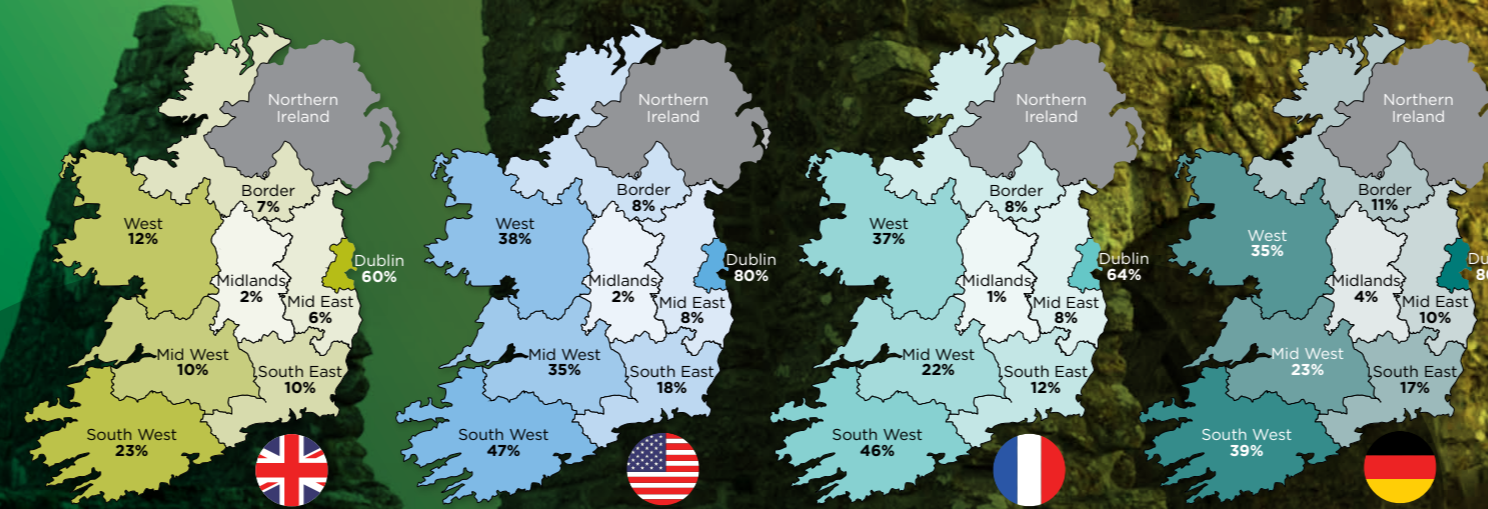 Northern
Ireland
Border
7%
West
12%
Dublin
60%
Midlands
2%
Mid East
6%
Mid West
10%
South East
10%
South West
23%
Northern
Ireland
Border
8%
West
38%
Dublin
80%
Midlands
2%
Mid East
8%
Mid West
35%
South East
18%
South West
47%
Northern
Ireland
Border
8%
West
37%
Dublin
64%
Midlands
1%
Mid East
8%
Mid West
22%
South East
12%
South West
46%
Northern
Ireland
Border
11%
West
35%
Midlands
4%
Mid East
10%
Mid West
23%
South East
17%
South West
39%